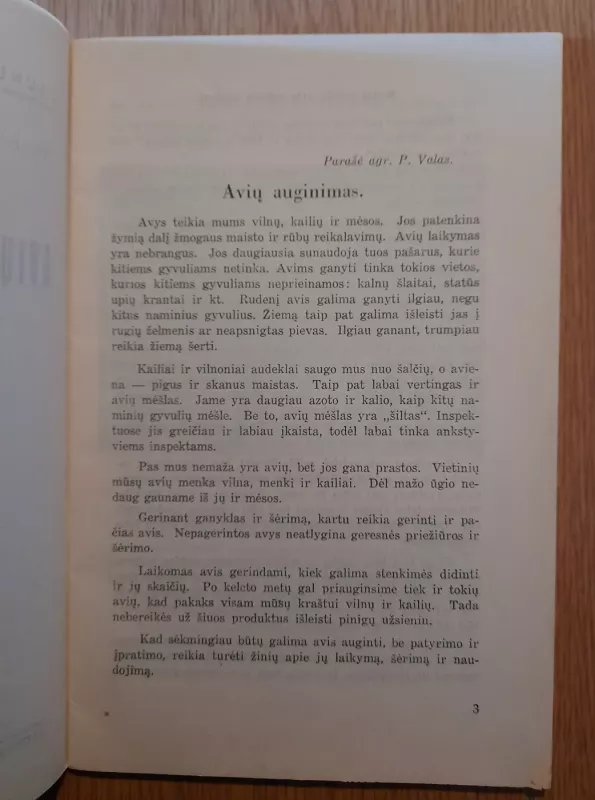 Parašė agr. P. Valas.
Avių auginimas.
Avys teikia mums vilnų, kailių ir mėsos. Jos patenkina
žymią dalį žmogaus maisto ir rūbų reikalavimų. Avių laikymas
yra nebrangus. Jos daugiausia sunaudoja tuos pašarus, kurie
kitiems gyvuliams netinka. Avims ganyti tinka tokios vietos,
kurios kitiems gyvuliams neprieinamos: kalnų šlaitai, statūs
upių krantai ir kt. Rudenį avis galima ganyti ilgiau, negu
kitus naminius gyvulius. Žiemą taip pat galima išleisti jas į
rugių želmenis ar neapsnigtas pievas. Ilgiau ganant, trumpiau
reikia žiemą šerti.
Kailiai ir vilnoniai audeklai saugo mus nuo šalčių, o avie-
na — pigus ir skanus maistas. Taip pat labai vertingas ir
avių mėšlas. Jame yra daugiau azoto ir kalio, kaip kitų na-
minių gyvulių mėšle. Be to, avių mėšlas yra „šiltas“. Inspek-
tuose jis greičiau ir labiau įkaista, todėl labai tinka anksty-
viems inspektams.
Pas mus nemaža yra avių, bet jos gana prastos. Vietinių
mūsų avių menka vilna, menki ir kailiai. Dėl mažo ūgio ne-
daug gauname iš jų ir mėsos.
Gerinant ganyklas ir šėrimą, kartu reikia gerinti ir pa-
čias avis. Nepagerintos avys neatlygina geresnės priežiūros ir
šėrimo.
Laikomas avis gerindami, kiek galima stenkimės didinti
ir jų skaičių. Po kelcto metų gal priauginsime tiek ir tokių
avių, kad pakaks visam mūsų kraštui vilnų ir kailių. Tada
nebereikės už šiuos produktus išleisti pinigų užsienin.
Kad sėkmingiau būtų galima avis auginti, be patyrimo ir
įpratimo, reikia turėti žinių apie jų laikymą, šėrimą ir nau-
dojimą.
3